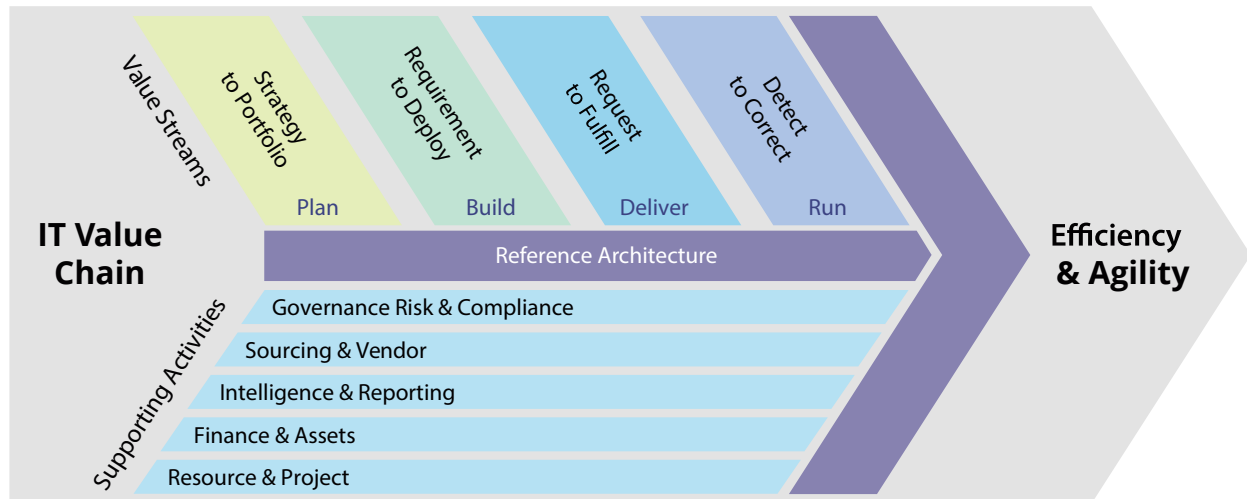 Value Streams
Strategy
to Portfolio
Requirement
to Deploy
Request
to Fulfill
Detect
to Correct
Plan
Build
Deliver
Run
IT Value
Chain
Reference Architecture
Efficiency
& Agility
Supporting Activities
Governance Risk & Compliance
Sourcing & Vendor
Intelligence & Reporting
Finance & Assets
Resource & Project